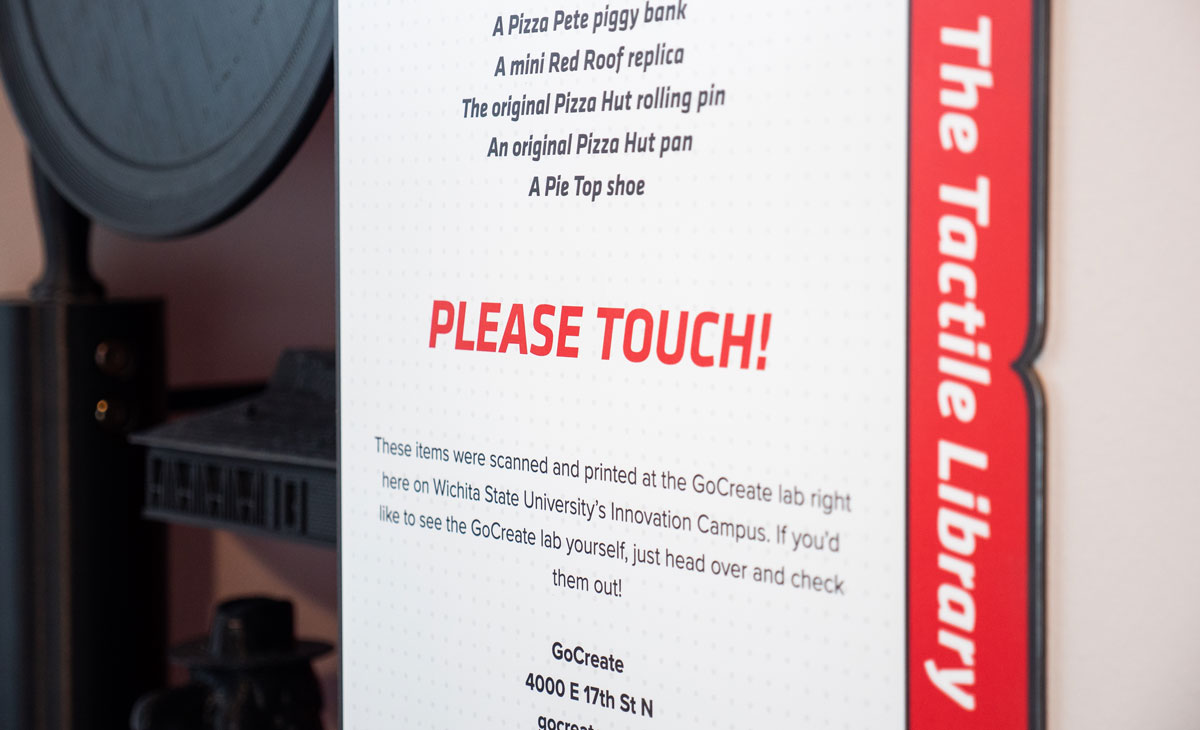 A Pizza Pete piggy bank
A mini Red Roof replica
The original Pizza Hut rolling pin
An original Pizza Hut pan
A Pie Top shoe
PLEASE TOUCH!
These items were scanned and printed at the GoCreate lab right
here on Wichita State University's Innovation Campus. If you'd
like to see the GoCreate lab yourself, just head over and check
them out!
GoCreate
4000 E 17th St N
The Tactile Library